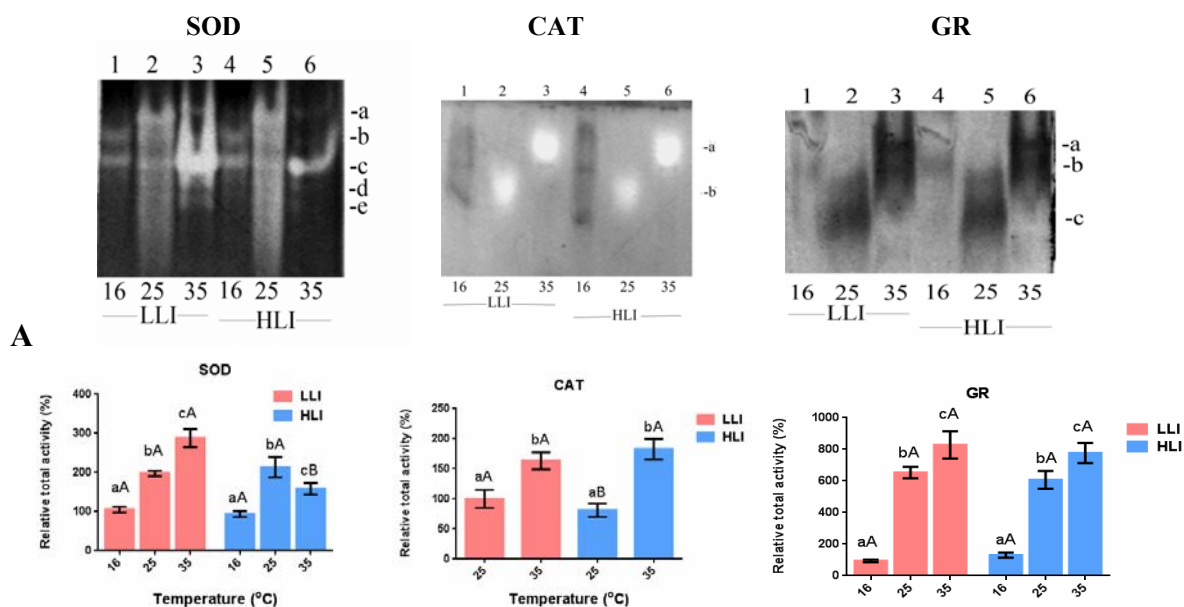 SOD CAT GR
1 2 3 4 5 6
-a
-b
-c
-d
-e
16 25 35 16 25 35
LLI HLI
1 2 3 4 5 6
-a
-b
16 25 35 16 25 35
LLI HLI
1 2 3 4 5 6
-a
-b
-c
16 25 35 16 25 35
LLI HLI
A
SOD
Relative total activity (%)
400
300
200
100
0
aA bA cA aA bA cB
LLI
HLI
16 25 35 16 25 35
Temperature (°C)
CAT
Relative total activity (%)
250
200
150
100
50
0
aA bA aB bA
LLI
HLI
25 35 25 35
Temperature (°C)
GR
Relative total activity (%)
1000
800
600
400
200
0
aA bA cA aA bA cA
LLI
HLI
16 25 35 16 25 35
Temperature (°C)